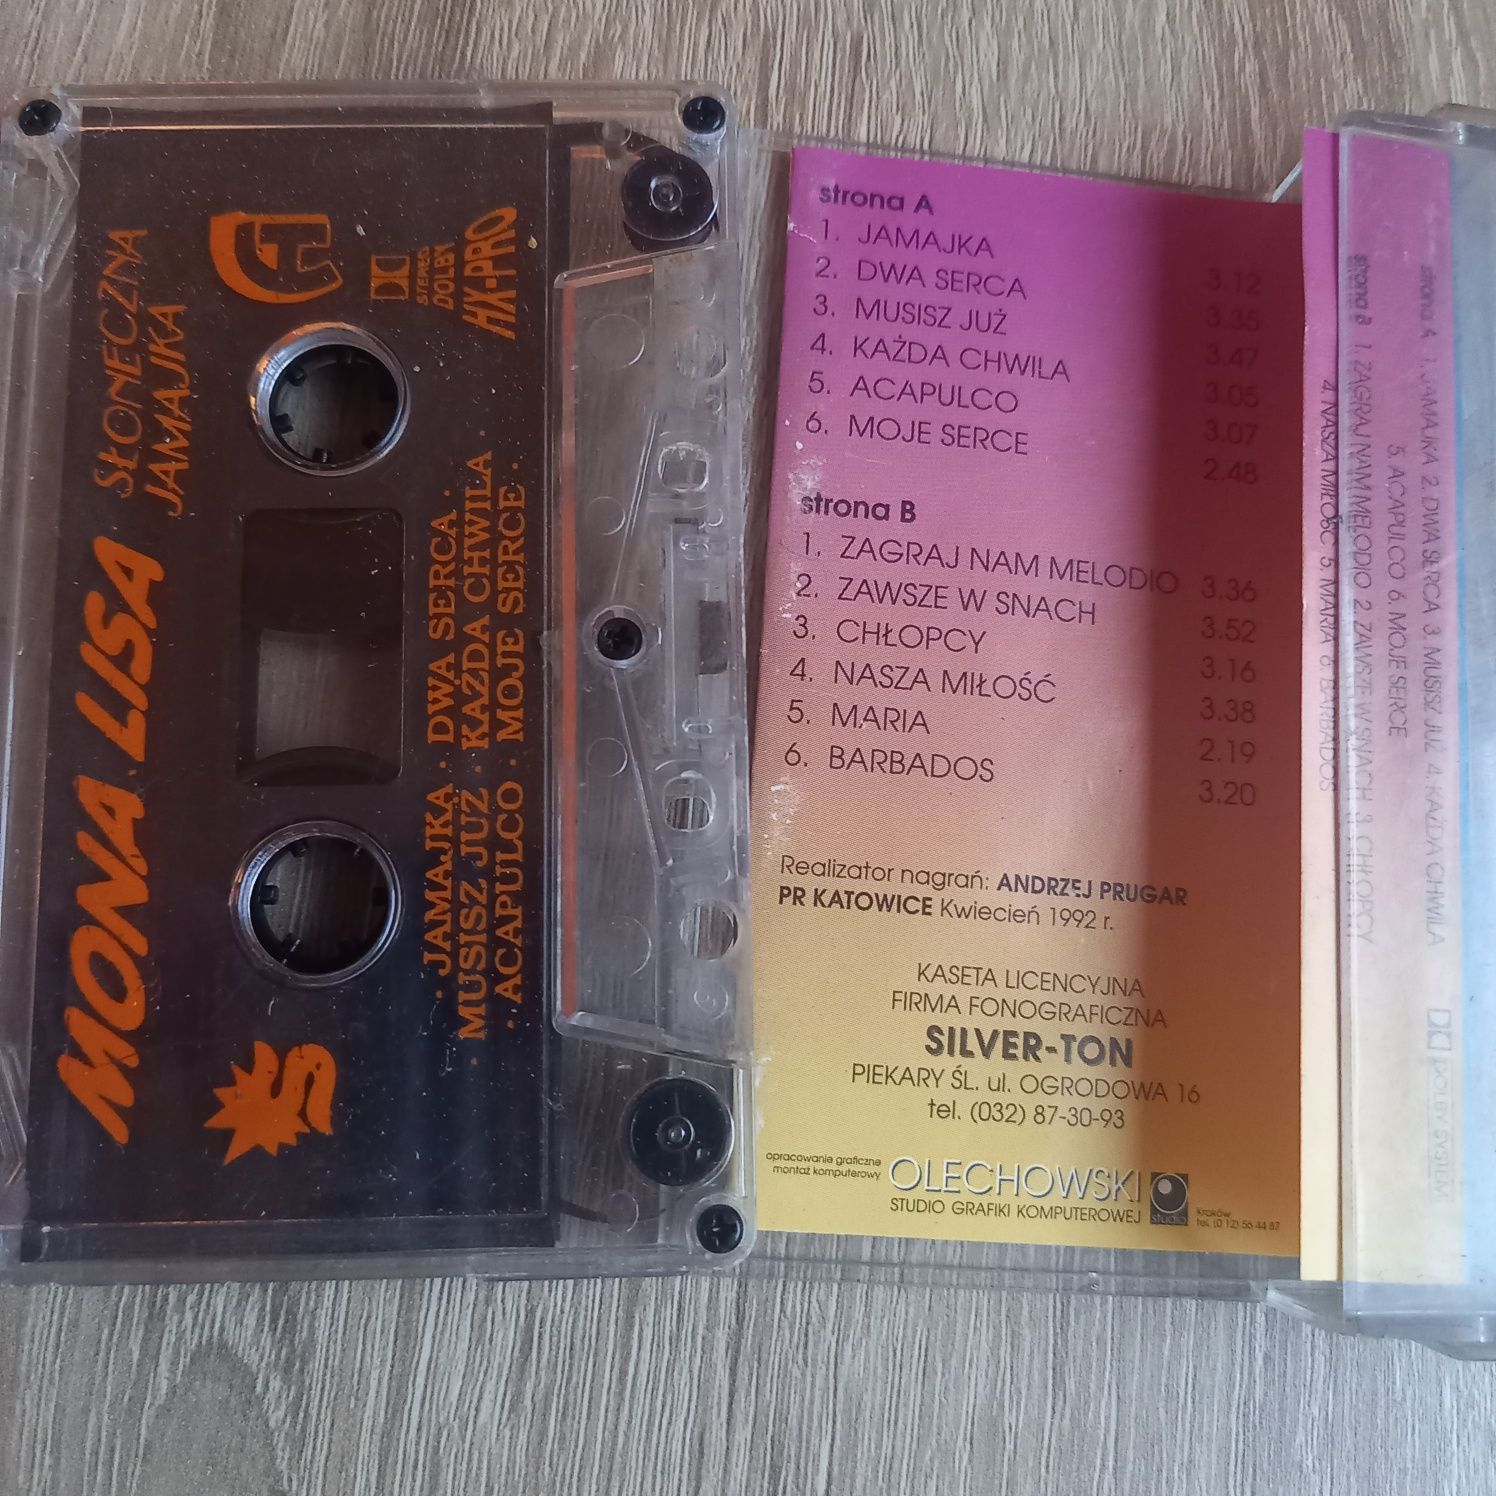 MONA LISA
SŁONECZNA
JAMAJKA
A
STEREO
DOLBY
HX-PRO
· JAMAJKA · DWA SERCA ·
· MUSISZ JUŻ · KAŻDA CHWILA ·
· ACAPULCO · MOJE SERCE ·
S
strona A
1. JAMAJKA 3.12
2. DWA SERCA 3.35
3. MUSISZ JUŻ 3.47
4. KAŻDA CHWILA 3.05
5. ACAPULCO 3.07
6. MOJE SERCE 2.48
strona B
1. ZAGRAJ NAM MELODIO 3.36
2. ZAWSZE W SNACH 3.52
3. CHŁOPCY 3.16
4. NASZA MIŁOŚĆ 3.38
5. MARIA 2.19
6. BARBADOS 3.20
Realizator nagrań: ANDRZEJ PRUGAR
PR KATOWICE Kwiecień 1992 r.
KASETA LICENCYJNA
FIRMA FONOGRAFICZNA
SILVER-TON
PIEKARY ŚL. ul. OGRODOWA 16
tel. (032) 87-30-93
opracowanie graficzne
montaż komputerowy
OLECHOWSKI
STUDIO GRAFIKI KOMPUTEROWEJ
studio
Kraków
tel. (0 12) 56 44 87
strona A 1. JAMAJKA 2. DWA SERCA 3. MUSISZ JUŻ 4. KAŻDA CHWILA
5. ACAPULCO 6. MOJE SERCE
strona B 1. ZAGRAJ NAM MELODIO 2. ZAWSZE W SNACH 3. CHŁOPCY
4. NASZA MIŁOŚĆ 5. MARIA 6. BARBADOS
DOLBY SYSTEM